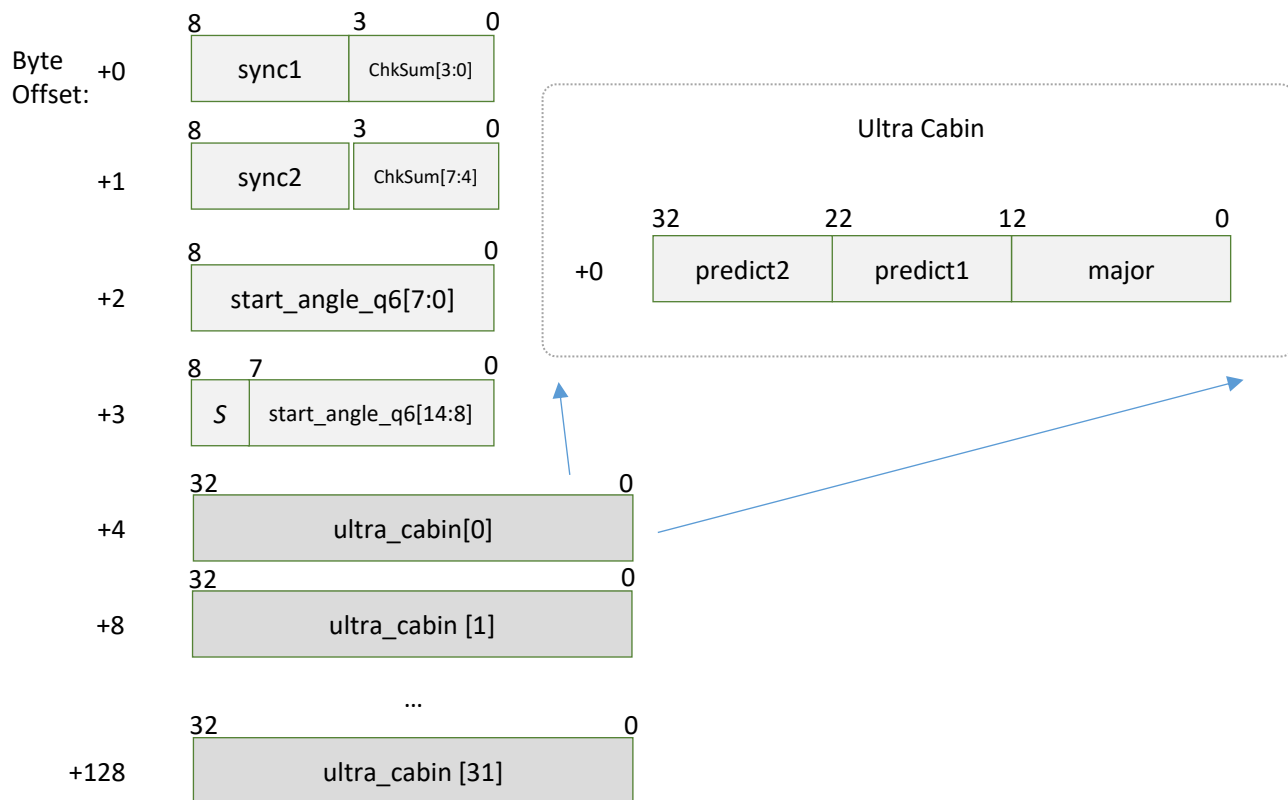 8 3 0
Byte
Offset:
+0
sync1
ChkSum[3:0]
8 3 0
+1
sync2
ChkSum[7:4]
8 0
+2
start_angle_q6[7:0]
8 7 0
+3
S
start_angle_q6[14:8]
32 0
+4
ultra_cabin[0]
32 0
+8
ultra_cabin [1]
...
32 0
+128
ultra_cabin [31]
Ultra Cabin
32 22 12 0
+0
predict2
predict1
major